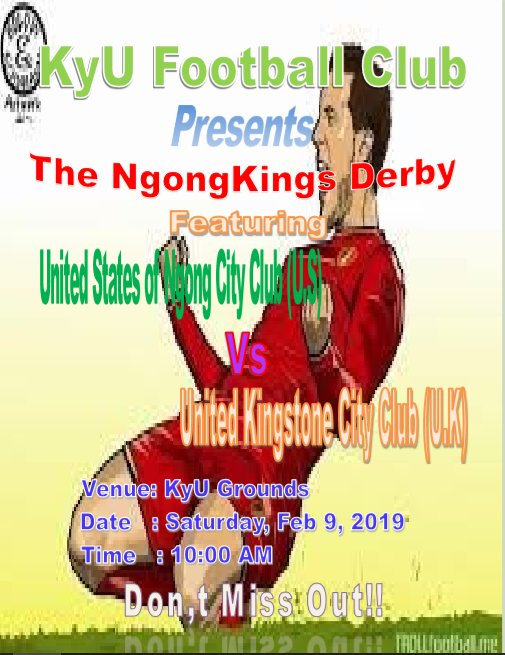 KyU Football Club
Presents
The NgongKings Derby
Featuring
United States of Ngong City Club (U.S)
Vs
United Kingstone City Club (U.K)
Venue: KyU Grounds
Date : Saturday, Feb 9, 2019
Time : 10:00 AM
Don,t Miss Out!!
TROLLfootball.me